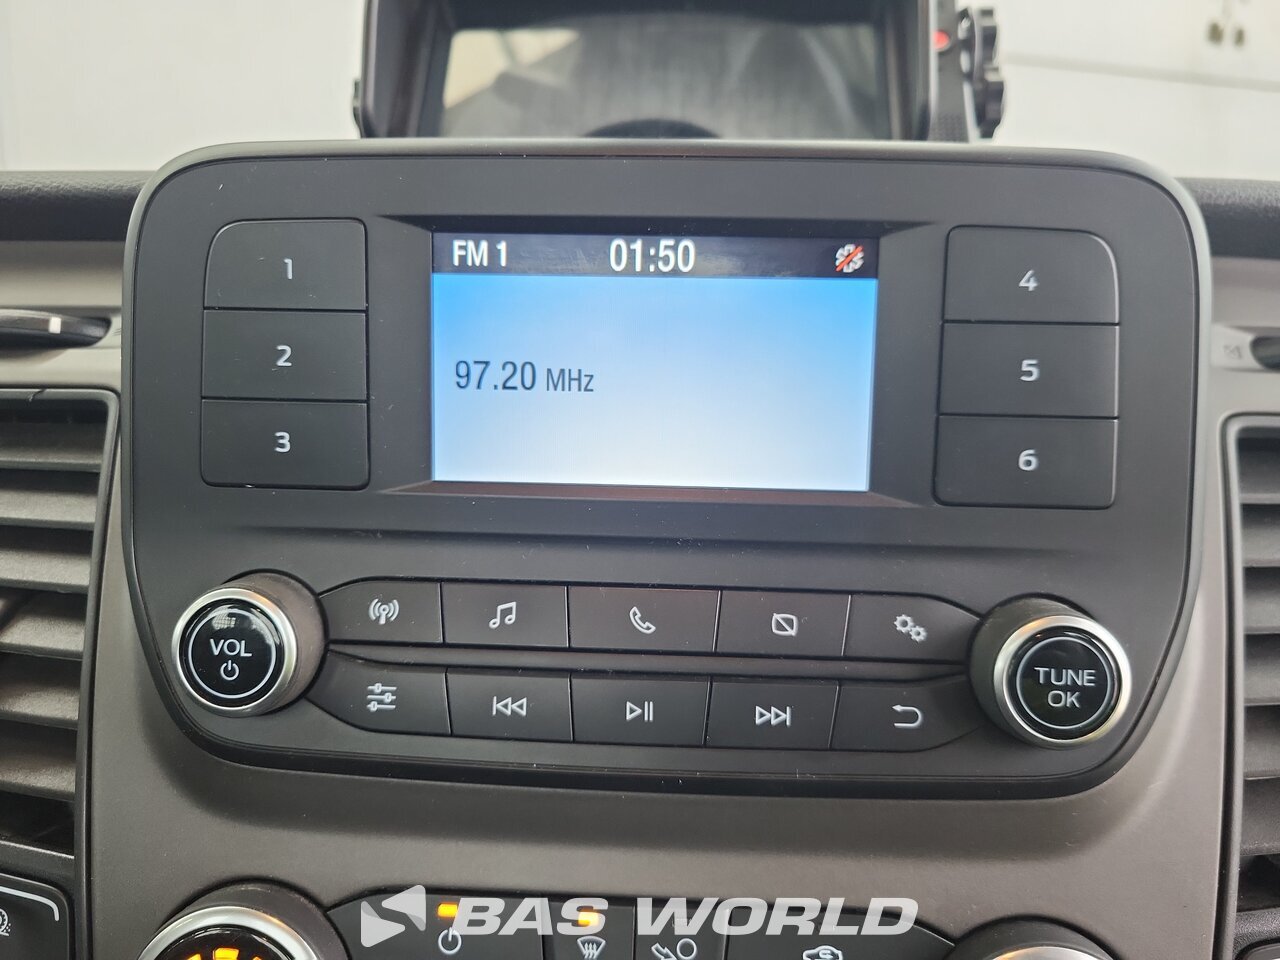 FM 1 01:50
97.20 MHz
1
2
3
4
5
6
VOL
TUNE
OK
BAS WORLD